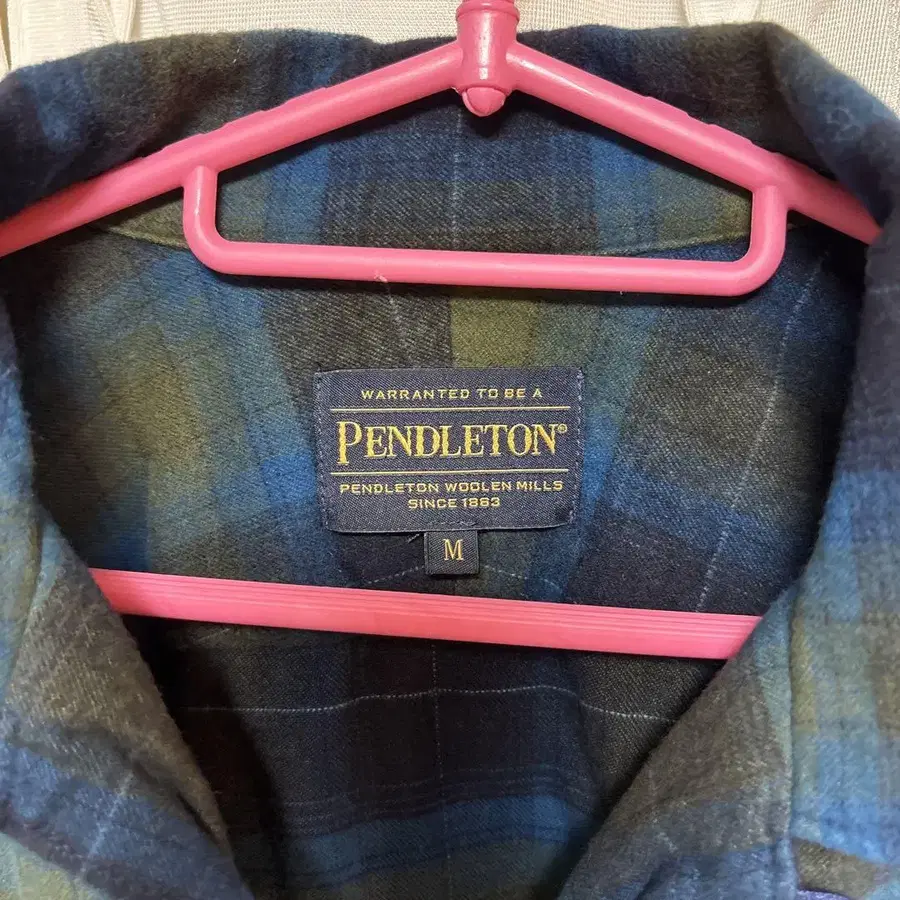 WARRANTED TO BE A
PENDLETON®
PENDLETON WOOLEN MILLS
SINCE 1863
M